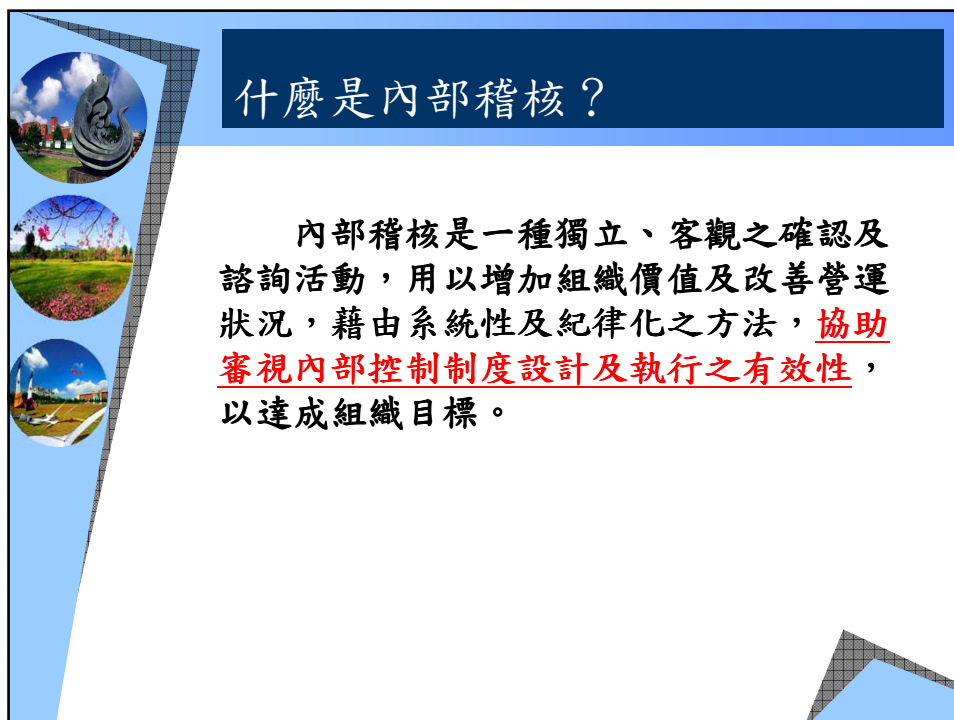 什麼是內部稽核？
內部稽核是一種獨立、客觀之確認及
諮詢活動，用以增加組織價值及改善營運
狀況，藉由系統性及紀律化之方法，協助
審視內部控制制度設計及執行之有效性，
以達成組織目標。